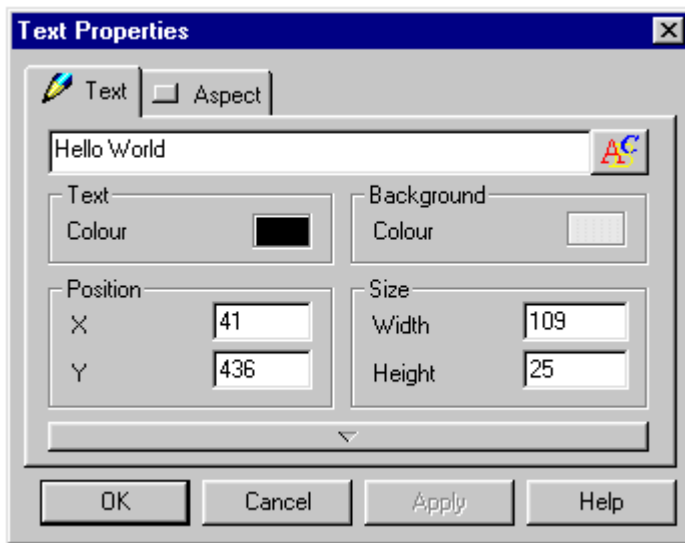 Text Properties
Text Aspect
Hello World
Text Background
Colour Colour
Position Size
X 41 Width 109
Y 436 Height 25
OK Cancel Apply Help